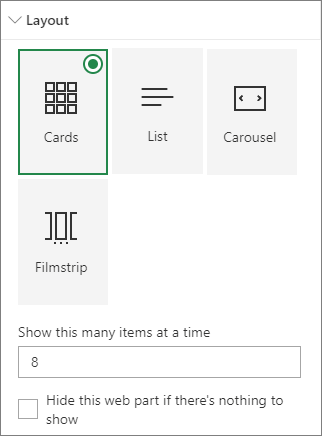 Layout
Cards
List
Carousel
Filmstrip
Show this many items at a time
8
Hide this web part if there's nothing to
show